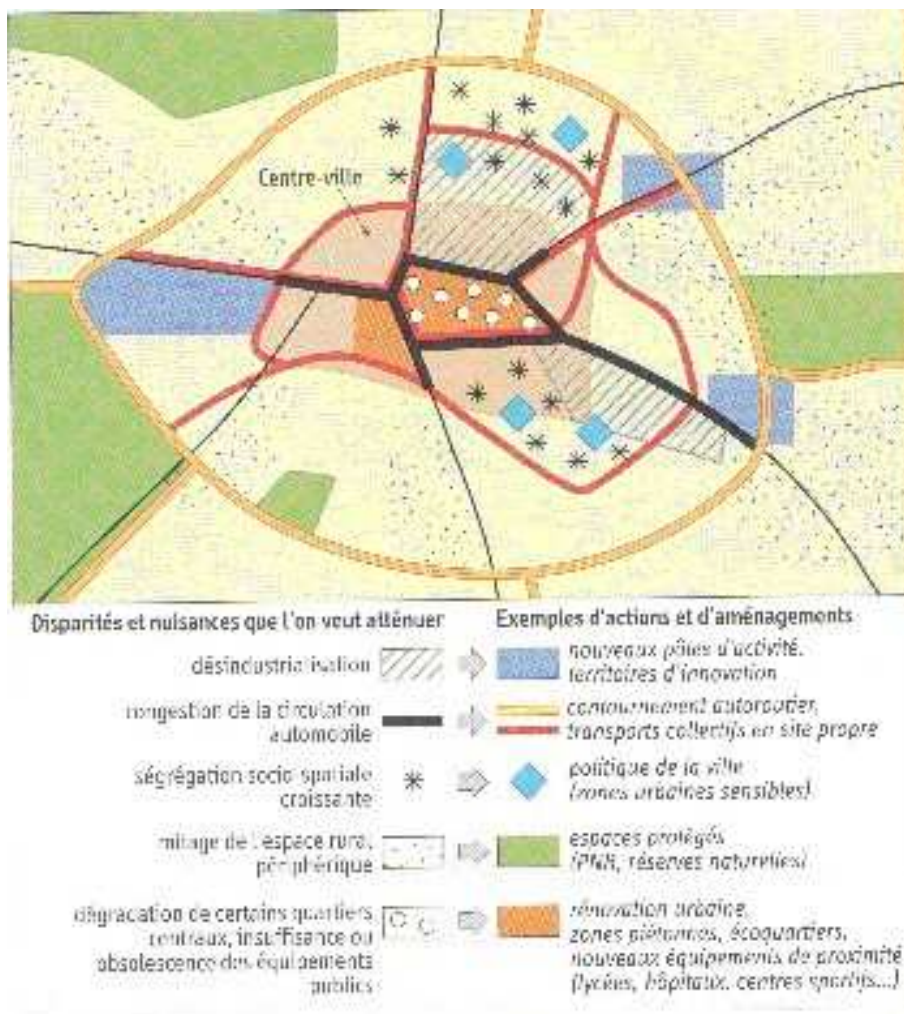 Centre-ville
Disparités et nuisances que l'on veut atténuer
Exemples d'actions et d'aménagements
désindustrialisation
nouveaux pôles d'activité,
territoires d'innovation
congestion de la circulation
automobile
contournement autoroutier,
transports collectifs en site propre
ségrégation socio-spatiale
croissante
politique de la ville
(zones urbaines sensibles)
mitage de l'espace rural
périphérique
espaces protégés
(PNR, réserves naturelles)
dégradation de certains quartiers
centraux, insuffisance ou
obsolescence des équipements
publics
rénovation urbaine,
zones piétonnes, écoquartiers,
nouveaux équipements de proximité
(lycées, hôpitaux, centres sportifs...)